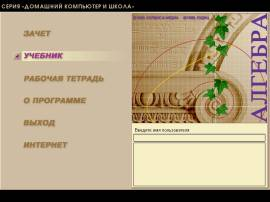 СЕРИЯ «ДОМАШНИЙ КОМПЬЮТЕР И ШКОЛА»
ЗАЧЕТ
УЧЕБНИК
РАБОЧАЯ ТЕТРАДЬ
О ПРОГРАММЕ
ВЫХОД
ИНТЕРНЕТ
АЛГЕБРА
Введите имя пользователя